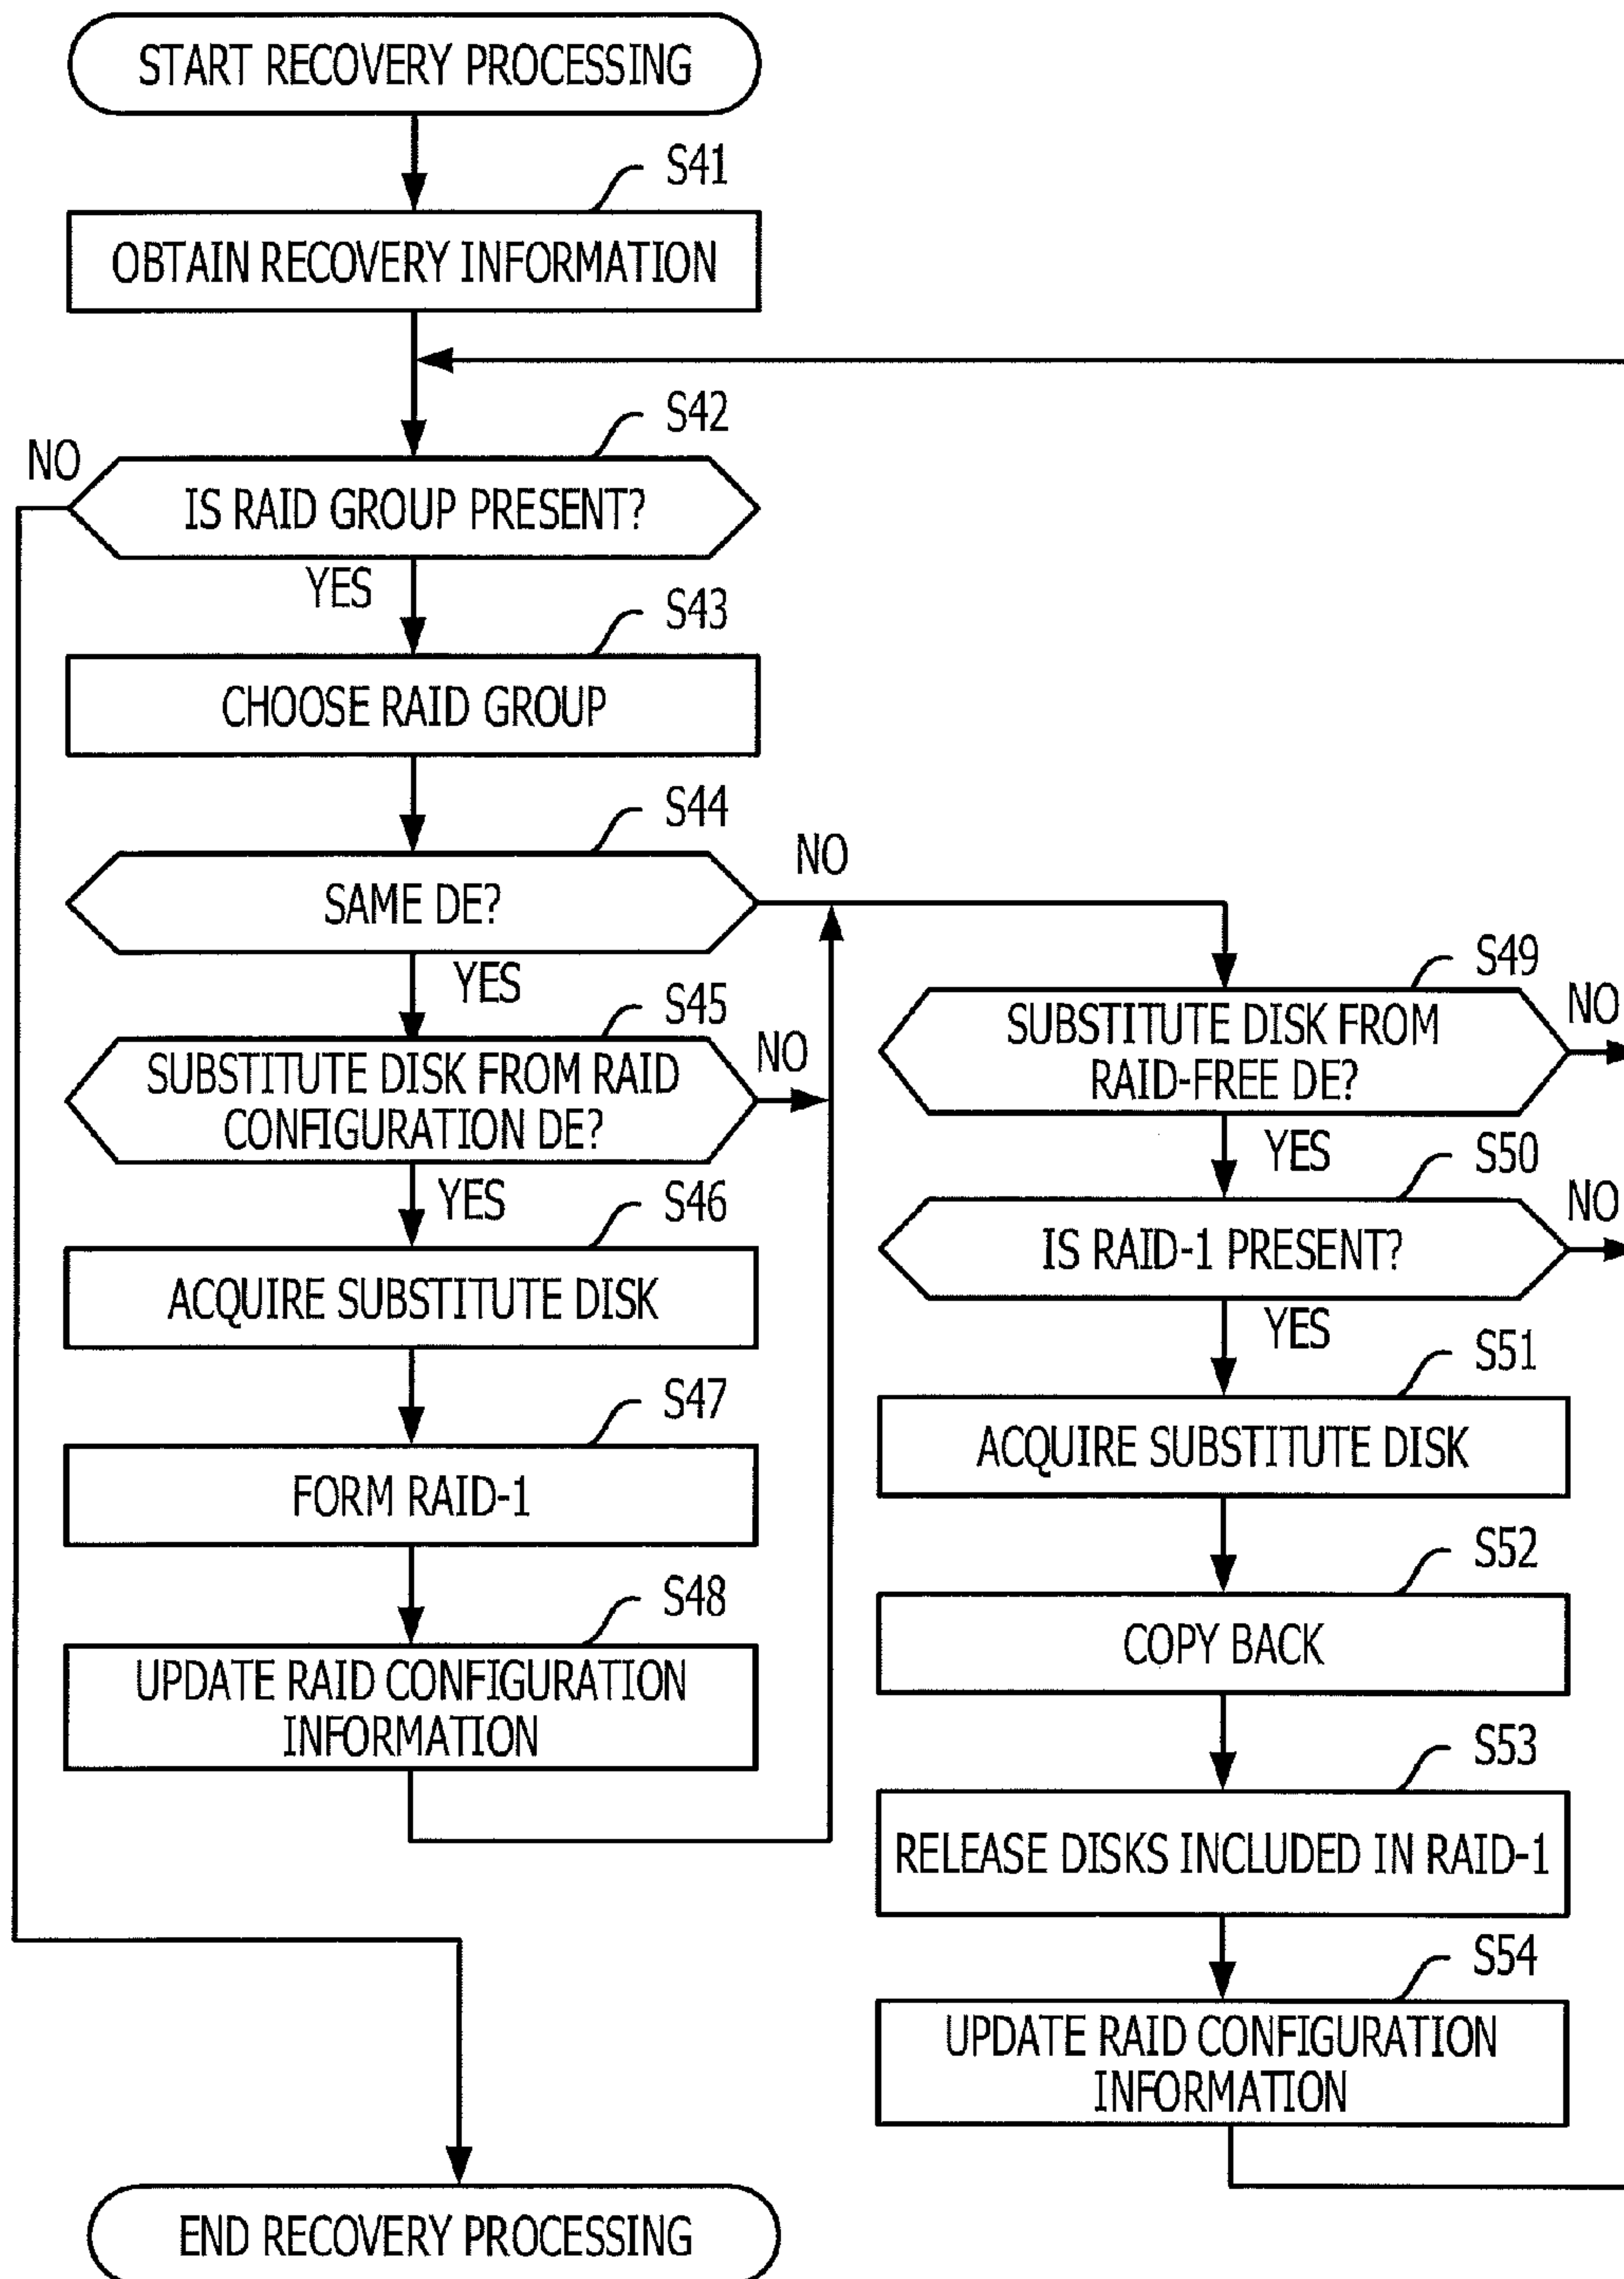 START RECOVERY PROCESSING
S41
OBTAIN RECOVERY INFORMATION
S42
NO
IS RAID GROUP PRESENT?
YES
S43
CHOOSE RAID GROUP
S44
NO
SAME DE?
YES
S45
NO
SUBSTITUTE DISK FROM RAID
CONFIGURATION DE?
YES
S46
ACQUIRE SUBSTITUTE DISK
S47
FORM RAID-1
S48
UPDATE RAID CONFIGURATION
INFORMATION
S49
NO
SUBSTITUTE DISK FROM
RAID-FREE DE?
YES
S50
NO
IS RAID-1 PRESENT?
YES
S51
ACQUIRE SUBSTITUTE DISK
S52
COPY BACK
S53
RELEASE DISKS INCLUDED IN RAID-1
S54
UPDATE RAID CONFIGURATION
INFORMATION
END RECOVERY PROCESSING